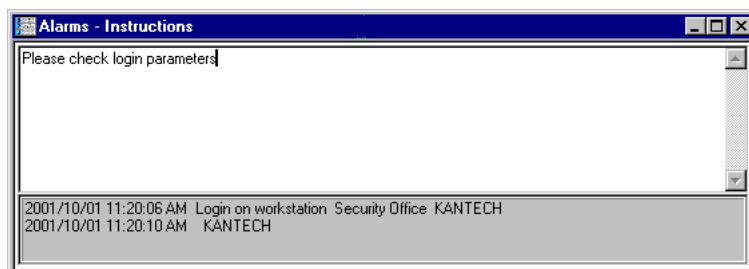 Alarms - Instructions
Please check login parameters
2001/10/01 11:20:06 AM Login on workstation Security Office KANTECH
2001/10/01 11:20:10 AM KANTECH